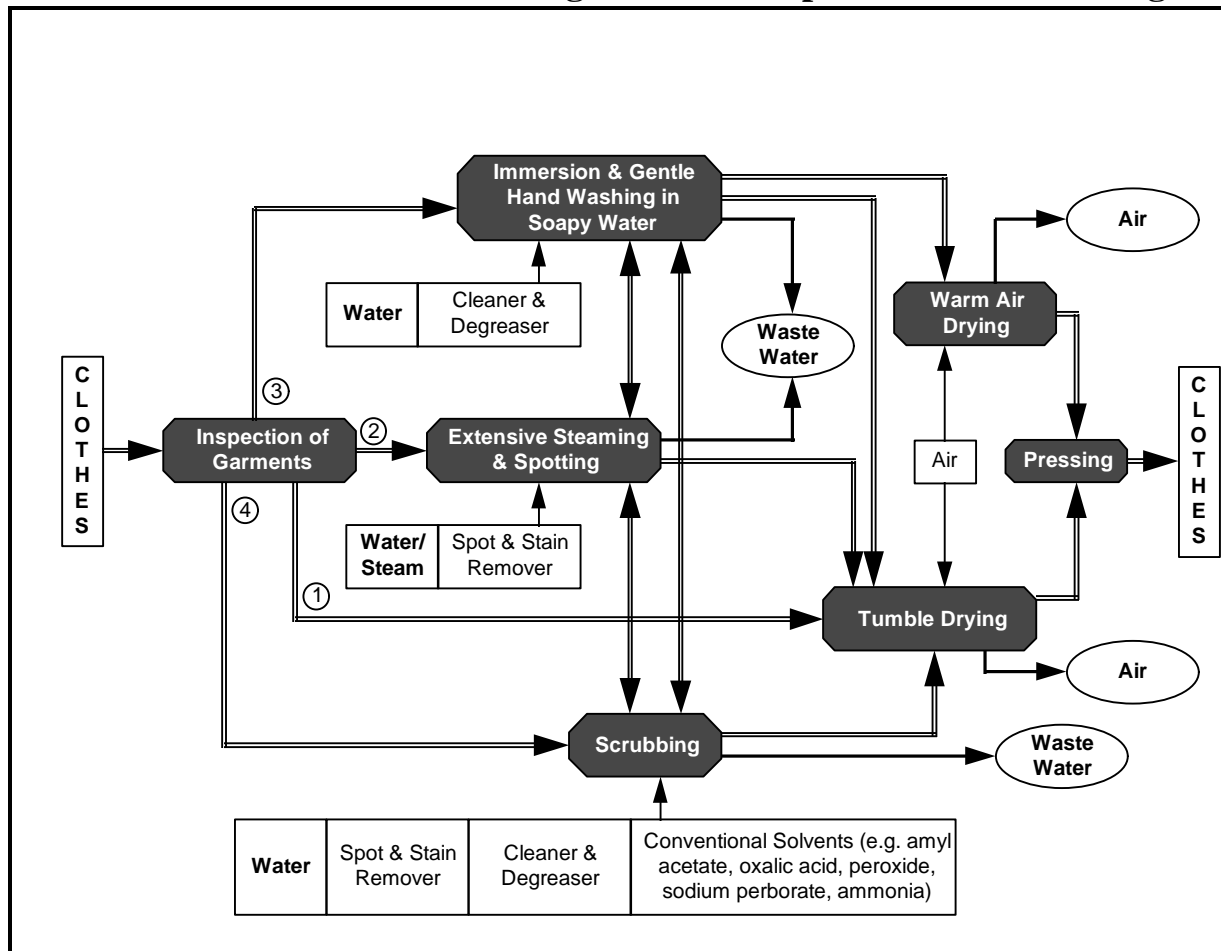 Immersion & Gentle
Hand Washing in
Soapy Water
Air
Water
Cleaner &
Degreaser
Warm Air
Drying
Waste
Water
CLOTHES
3
2
Inspection of
Garments
Extensive Steaming
& Spotting
Air
Pressing
CLOTHES
4
Water/
Steam
Spot & Stain
Remover
1
Tumble Drying
Air
Scrubbing
Waste
Water
Water
Spot & Stain
Remover
Cleaner &
Degreaser
Conventional Solvents (e.g. amyl
acetate, oxalic acid, peroxide,
sodium perborate, ammonia)